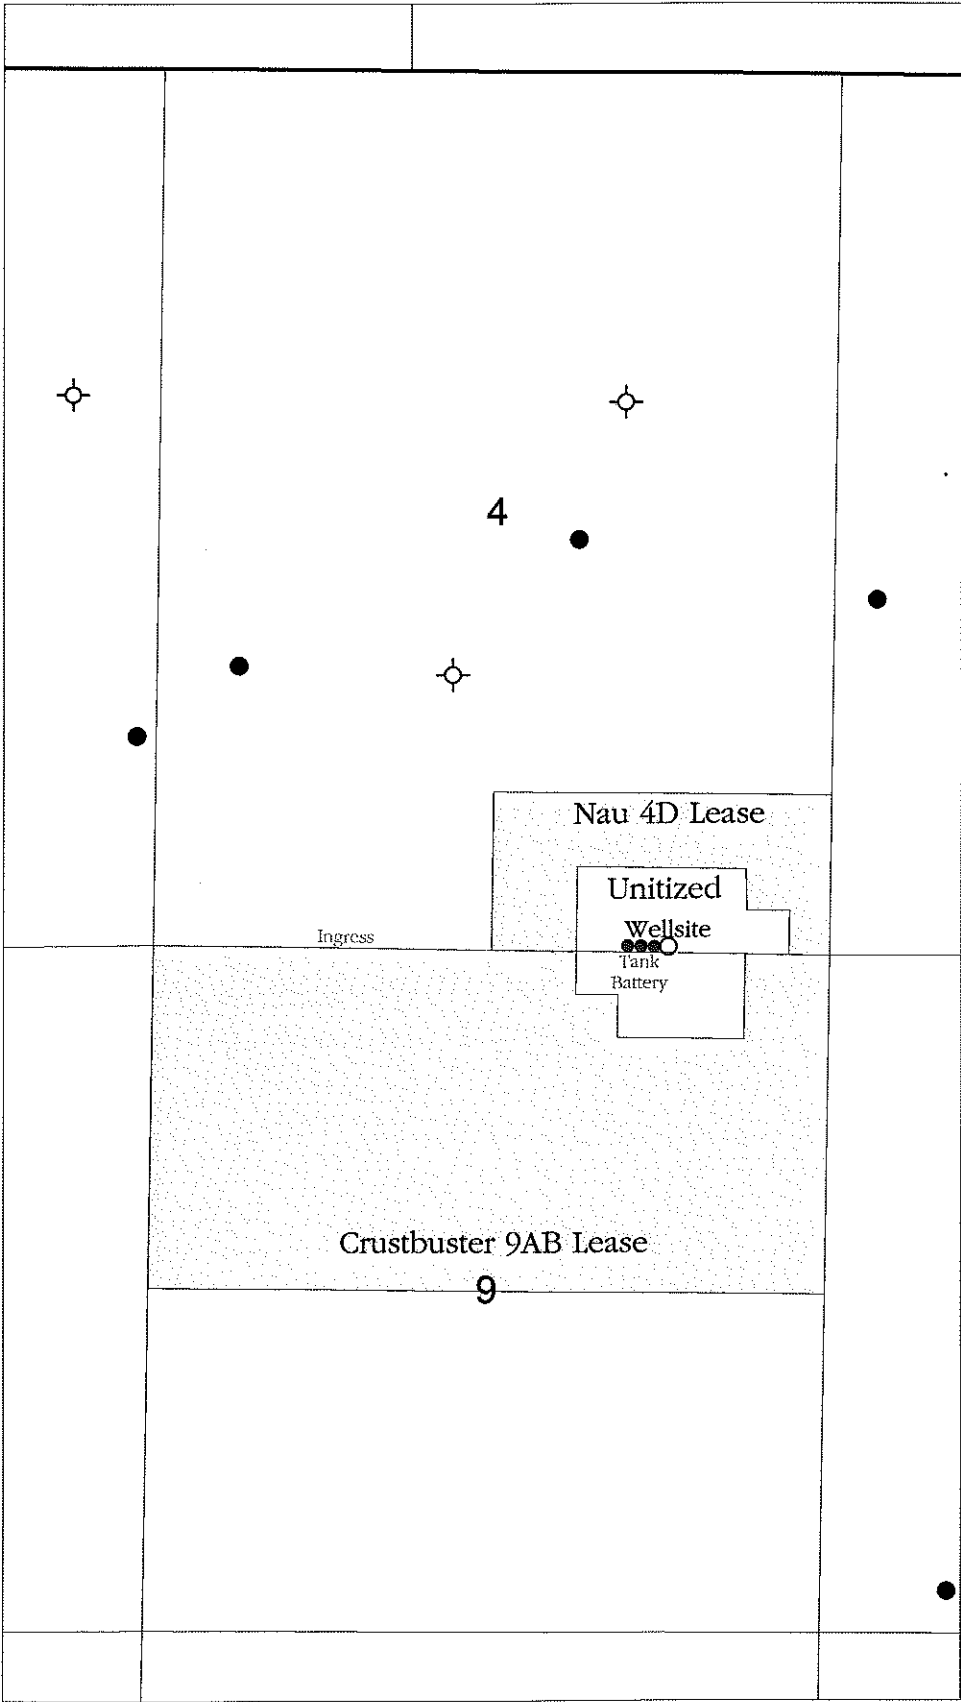 4
Nau 4D Lease
Unitized
Wellsite
Ingress
Tank
Battery
Crustbuster 9AB Lease
9